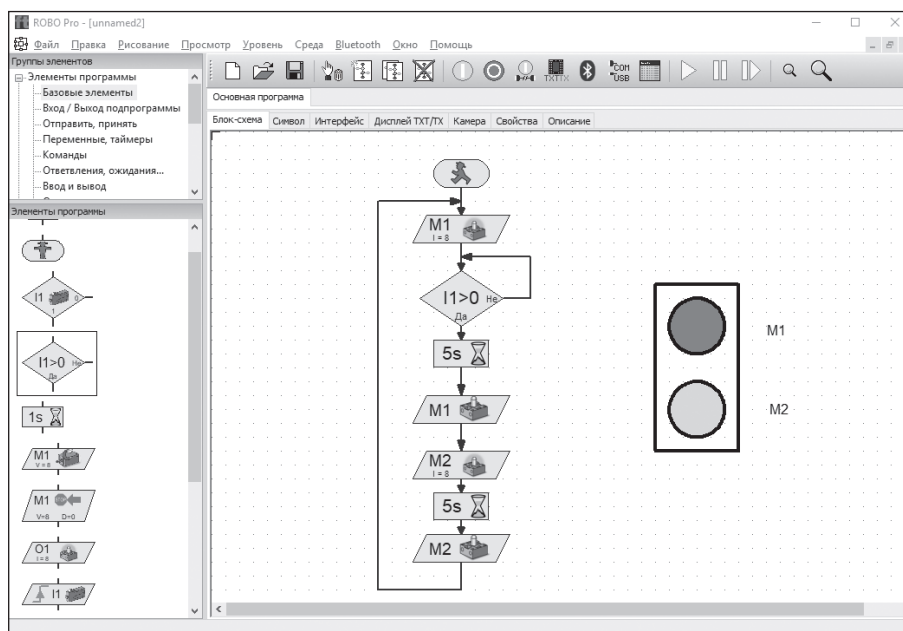 ROBO Pro - [unnamed2]
Файл Правка Рисование Просмотр Уровень Среда Bluetooth Окно Помощь
Группы элементов
Элементы программы
Базовые элементы
Вход / Выход подпрограммы
Отправить, принять
Переменные, таймеры
Команды
Ответвления, ожидания...
Ввод и вывод
Элементы программы
I1
0
1
I1>0
Не
Да
1s
M1
V=8
M1
V=8 D=0
O1
I=8
I1
TXT/TX
COM
USB
Основная программа
Блок-схема Символ Интерфейс Дисплей TXT/TX Камера Свойства Описание
M1
I = 8
I1>0 Не
Да
5s
M1
M2
I = 8
5s
M2
M1
M2